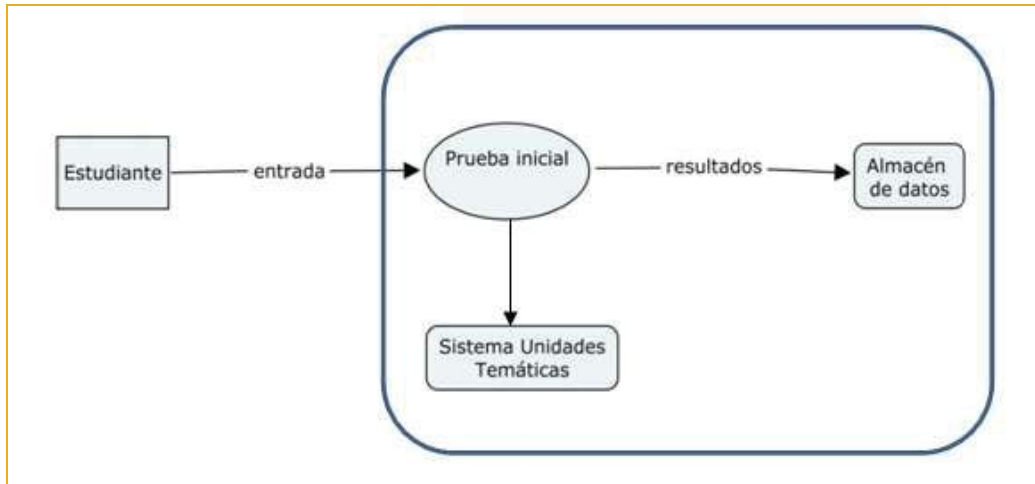 Estudiante
entrada
Prueba inicial
resultados
Almacén
de datos
Sistema Unidades
Temáticas